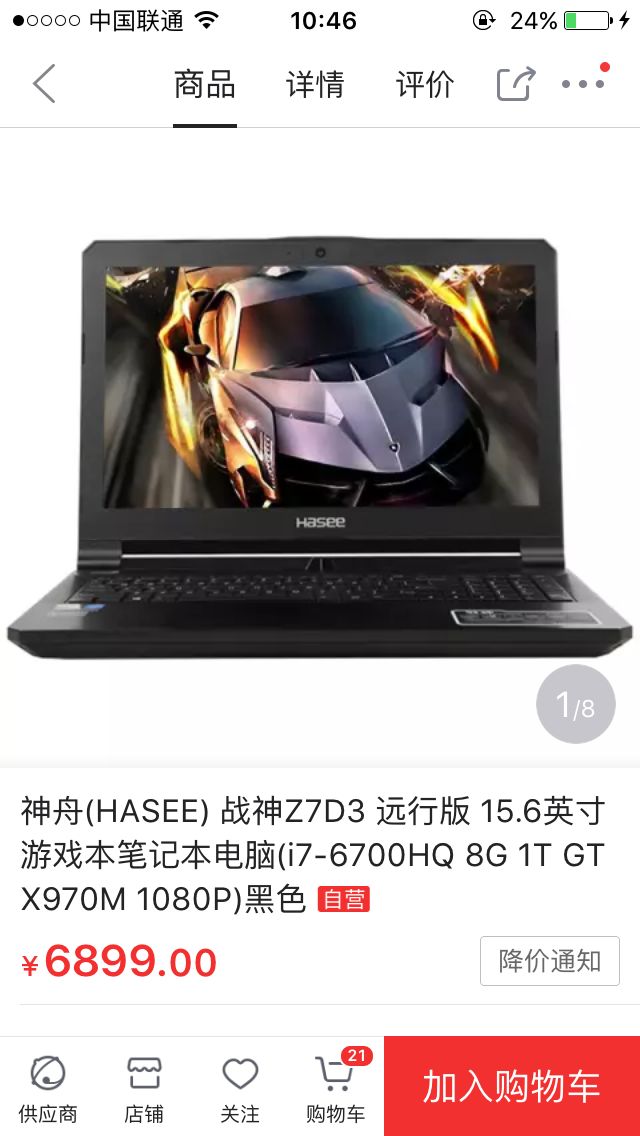 中国联通 10:46 24%
商品 详情 评价
Hasee
1/8
神舟(HASEE) 战神Z7D3 远行版 15.6英寸
游戏本笔记本电脑(i7-6700HQ 8G 1T GT
X970M 1080P)黑色 自营
¥6899.00 降价通知
供应商 店铺 关注 购物车 21 加入购物车